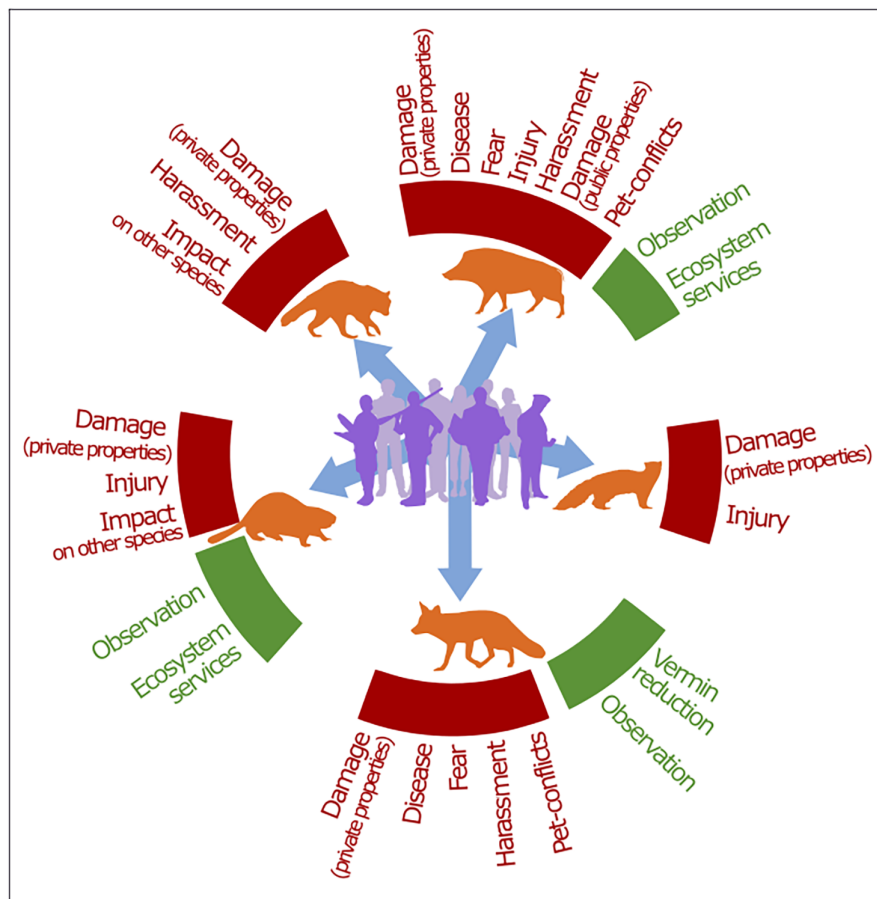 Damage
(private properties)
Disease
Fear
Injury
Harassment
Damage
(public properties)
Pet-conflicts
Observation
Ecosystem
services
Damage
(private properties)
Harassment
Impact
on other species
Damage
(private properties)
Injury
Impact
on other species
Observation
Ecosystem
services
Damage
(private properties)
Injury
Vermin
reduction
Observation
Damage
(private properties)
Disease
Fear
Harassment
Pet-conflicts